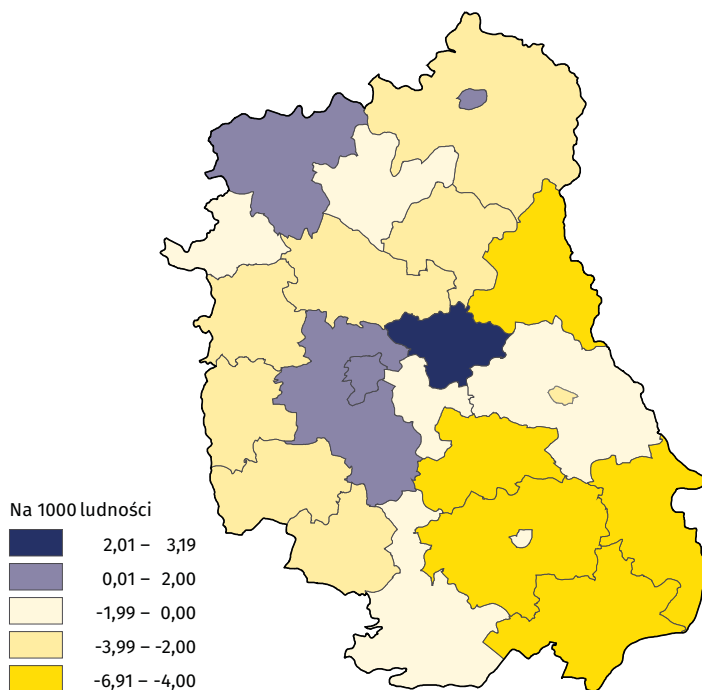 Na 1000 ludności
2,01 – 3,19
0,01 – 2,00
-1,99 – 0,00
-3,99 – -2,00
-6,91 – -4,00